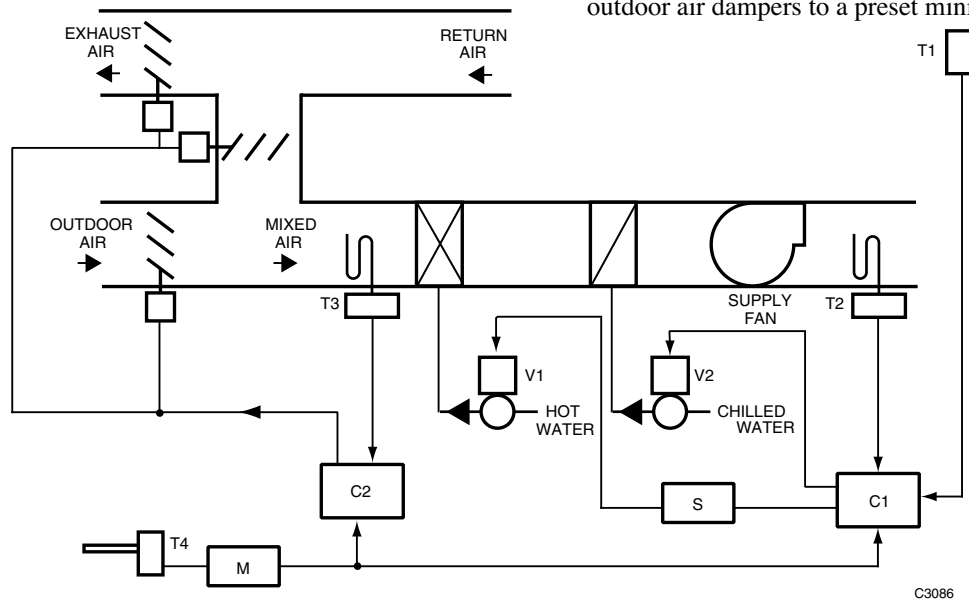 outdoor air dampers to a preset mini
EXHAUST
AIR
RETURN
AIR
T1
OUTDOOR
AIR
MIXED
AIR
T3
SUPPLY
FAN
T2
V1
V2
HOT
WATER
CHILLED
WATER
C2
S
C1
T4
M
C3086